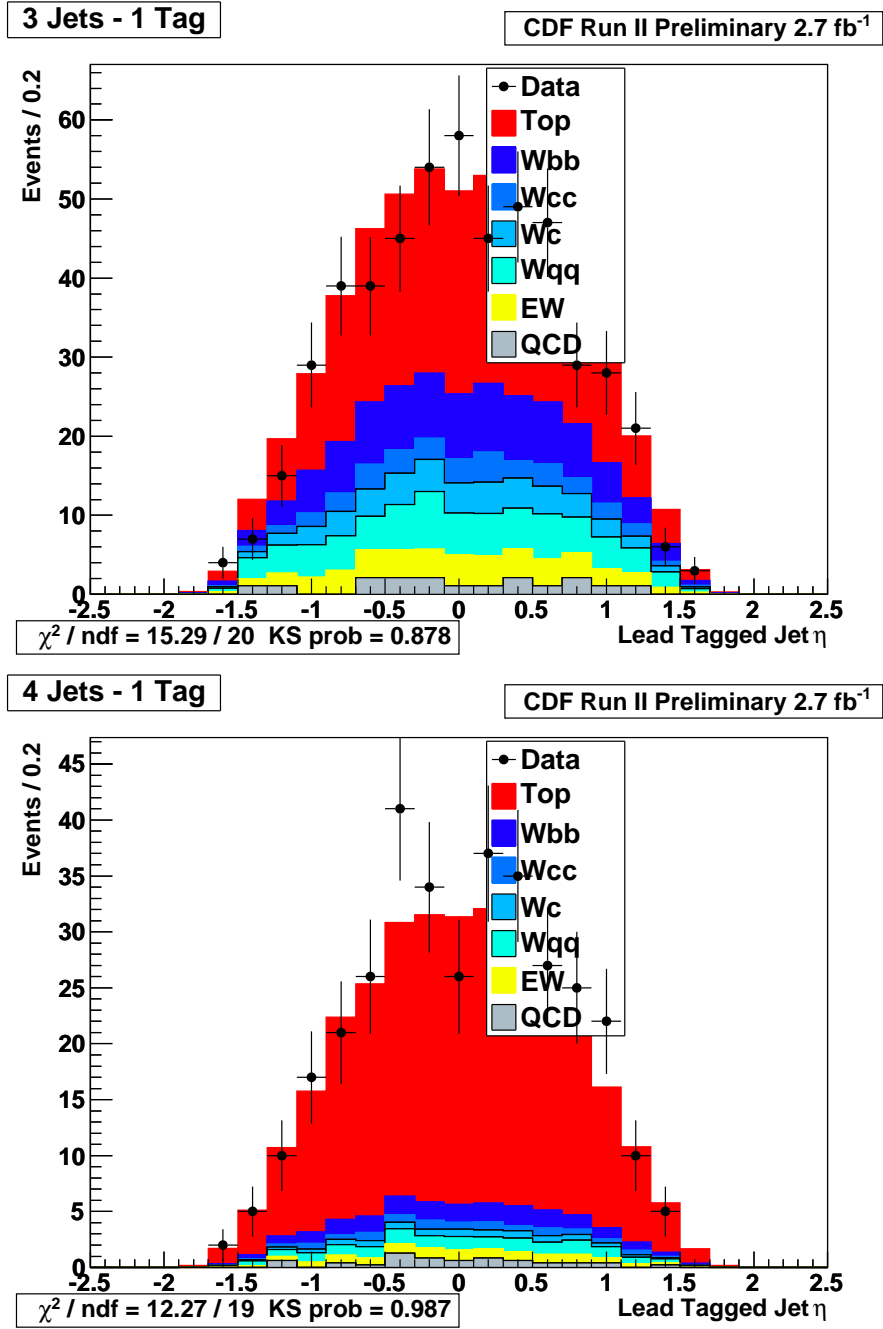 3 Jets - 1 Tag
CDF Run II Preliminary 2.7 fb⁻¹
Events / 0.2
60
50
40
30
20
10
0
Data
Top
Wbb
Wcc
Wc
Wqq
EW
QCD
-2.5 -2 -1.5 -1 -0.5 0 0.5 1 1.5 2 2.5
Lead Tagged Jet η
χ² / ndf = 15.29 / 20 KS prob = 0.878
4 Jets - 1 Tag
CDF Run II Preliminary 2.7 fb⁻¹
Events / 0.2
45
40
35
30
25
20
15
10
5
0
Data
Top
Wbb
Wcc
Wc
Wqq
EW
QCD
-2.5 -2 -1.5 -1 -0.5 0 0.5 1 1.5 2 2.5
Lead Tagged Jet η
χ² / ndf = 12.27 / 19 KS prob = 0.987